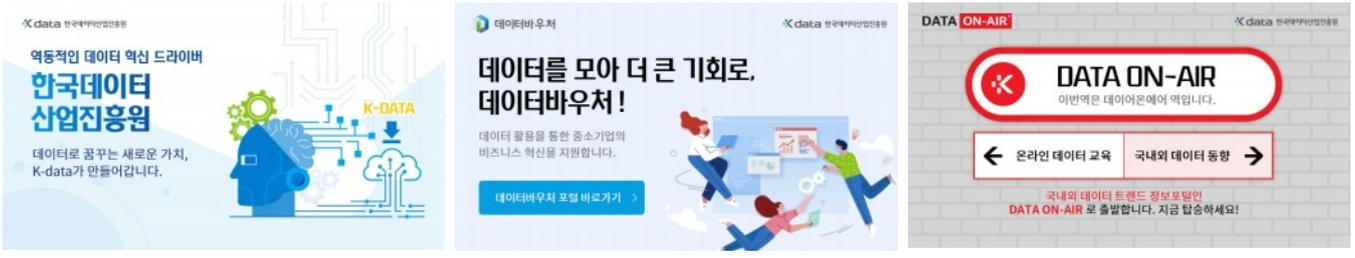 Kdata 한국데이터산업진흥원
역동적인 데이터 혁신 드라이버
한국데이터
산업진흥원
데이터로 꿈꾸는 새로운 가치,
K-data가 만들어갑니다.
K-DATA
데이터바우처
Kdata 한국데이터산업진흥원
데이터를 모아 더 큰 기회로,
데이터바우처!
데이터 활용을 통한 중소기업의
비즈니스 혁신을 지원합니다.
데이터바우처 포털 바로가기 >
DATA ON-AIR
Kdata 한국데이터산업진흥원
DATA ON-AIR
이번역은 데이어온에어 역입니다.
← 온라인 데이터 교육
국내외 데이터 동향 →
국내외 데이터 트렌드 정보포털인
DATA ON-AIR 로 출발합니다. 지금 탑승하세요!